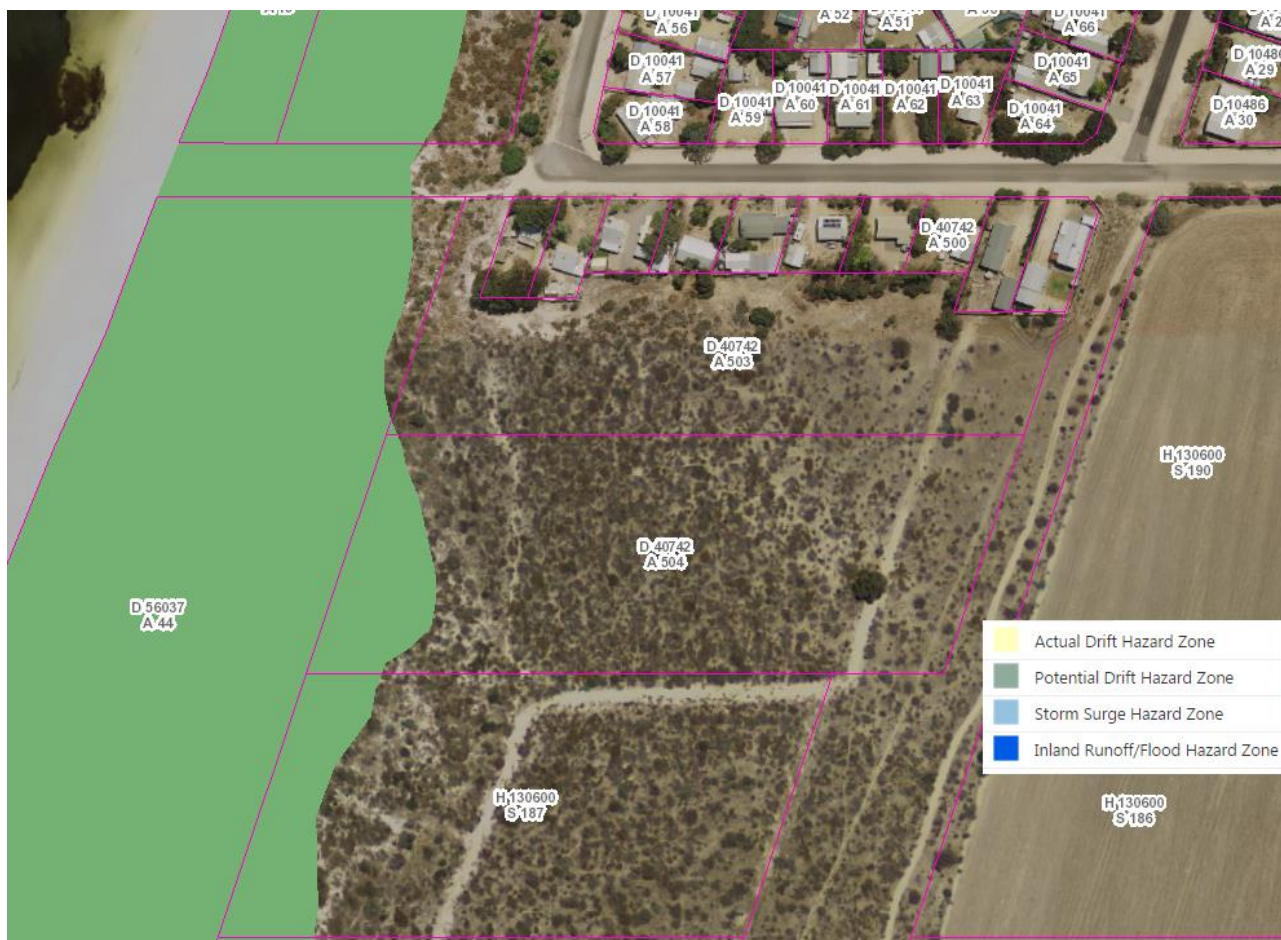 D 10041
A 56
A 52
A 51
D 10041
A 66
D 10041
A 57
D 10041
A 65
D 10486
A 29
D 10041
A 58
D 10041
A 59
D 10041
A 60
D 10041
A 61
D 10041
A 62
D 10041
A 63
D 10041
A 64
D 10486
A 30
D 40742
A 500
D 40742
A 503
H 130600
S 190
D 40742
A 504
D 56037
A 44
Actual Drift Hazard Zone
Potential Drift Hazard Zone
Storm Surge Hazard Zone
Inland Runoff/Flood Hazard Zone
H 130600
S 187
H 130600
S 186